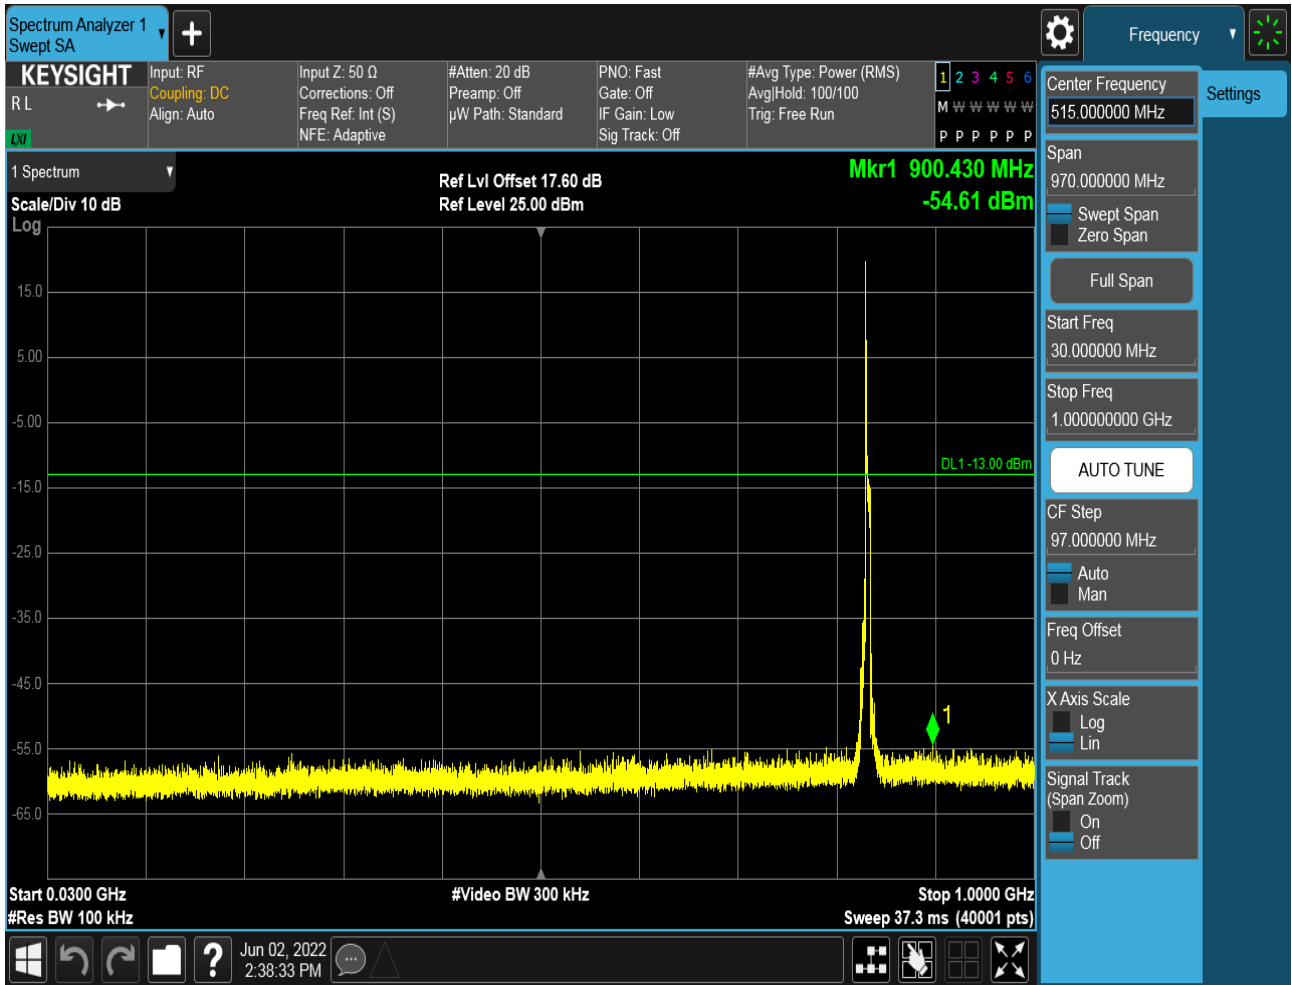 Spectrum Analyzer 1
Swept SA
Frequency
KEYSIGHT
R L
LXI
Input: RF
Coupling: DC
Align: Auto
Input Z: 50 Ω
Corrections: Off
Freq Ref: Int (S)
NFE: Adaptive
#Atten: 20 dB
Preamp: Off
µW Path: Standard
PNO: Fast
Gate: Off
IF Gain: Low
Sig Track: Off
#Avg Type: Power (RMS)
Avg|Hold: 100/100
Trig: Free Run
1 2 3 4 5 6
M W W W W W
P P P P P P
1 Spectrum
Scale/Div 10 dB
Log
Ref Lvl Offset 17.60 dB
Ref Level 25.00 dBm
Mkr1 900.430 MHz
-54.61 dBm
15.0
5.00
-5.00
DL1 -13.00 dBm
-15.0
-25.0
-35.0
-45.0
1
-55.0
-65.0
Start 0.0300 GHz
#Res BW 100 kHz
#Video BW 300 kHz
Stop 1.0000 GHz
Sweep 37.3 ms (40001 pts)
Center Frequency
515.000000 MHz
Settings
Span
970.000000 MHz
Swept Span
Zero Span
Full Span
Start Freq
30.000000 MHz
Stop Freq
1.000000000 GHz
AUTO TUNE
CF Step
97.000000 MHz
Auto
Man
Freq Offset
0 Hz
X Axis Scale
Log
Lin
Signal Track
(Span Zoom)
On
Off
?
Jun 02, 2022
2:38:33 PM